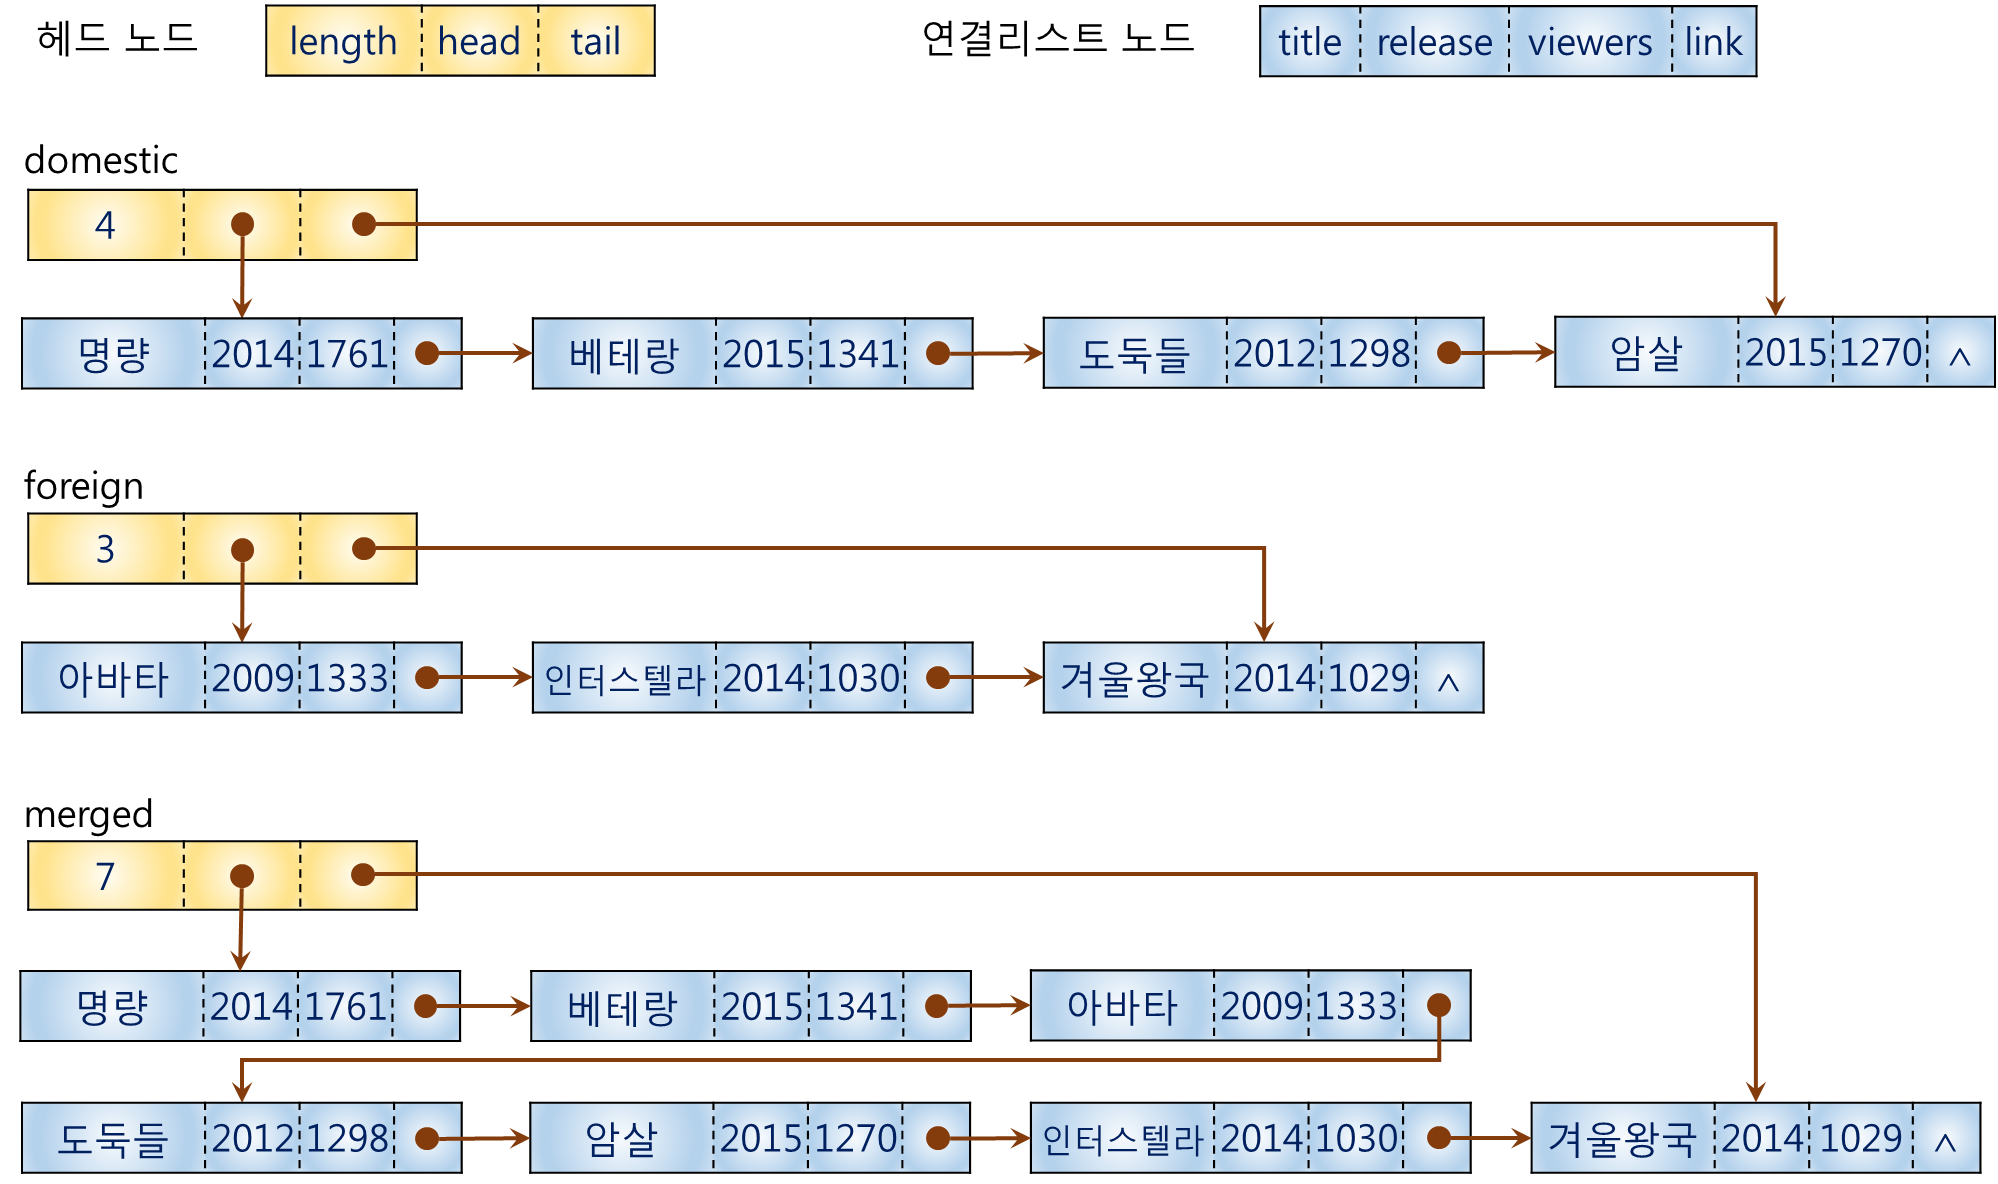 헤드 노드 length head tail 연결리스트 노드 title release viewers link
domestic
4
명량 2014 1761 베테랑 2015 1341 도둑들 2012 1298 암살 2015 1270 ^
foreign
3
아바타 2009 1333 인터스텔라 2014 1030 겨울왕국 2014 1029 ^
merged
7
명량 2014 1761 베테랑 2015 1341 아바타 2009 1333
도둑들 2012 1298 암살 2015 1270 인터스텔라 2014 1030 겨울왕국 2014 1029 ^